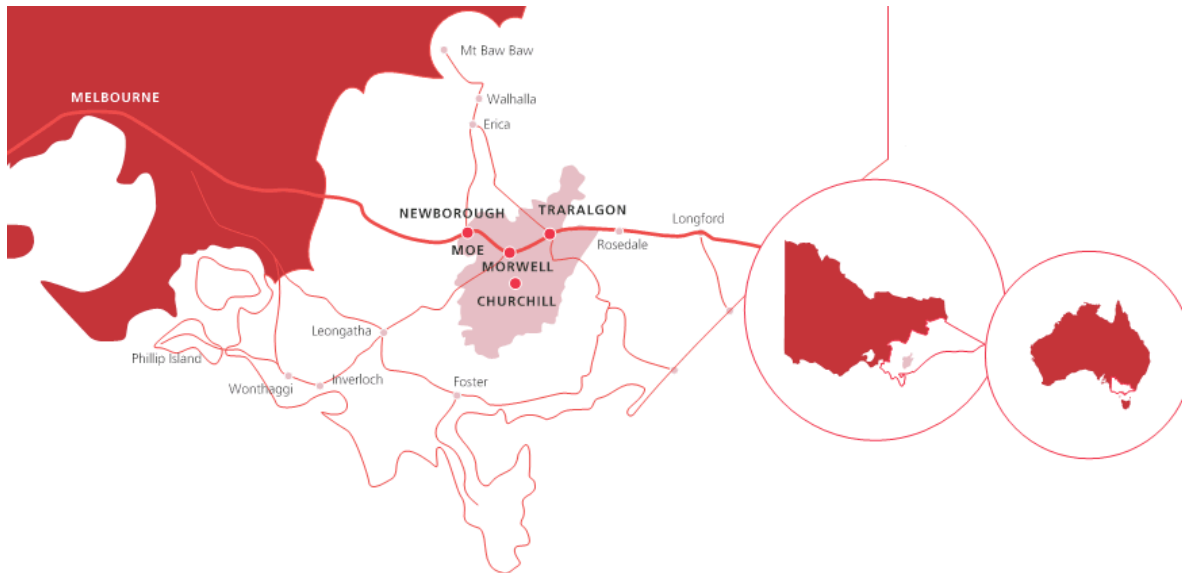 Mt Baw Baw
MELBOURNE
Walhalla
Erica
NEWBOROUGH
TRARALGON
Longford
MOE
Rosedale
MORWELL
CHURCHILL
Leongatha
Phillip Island
Wonthaggi
Inverloch
Foster